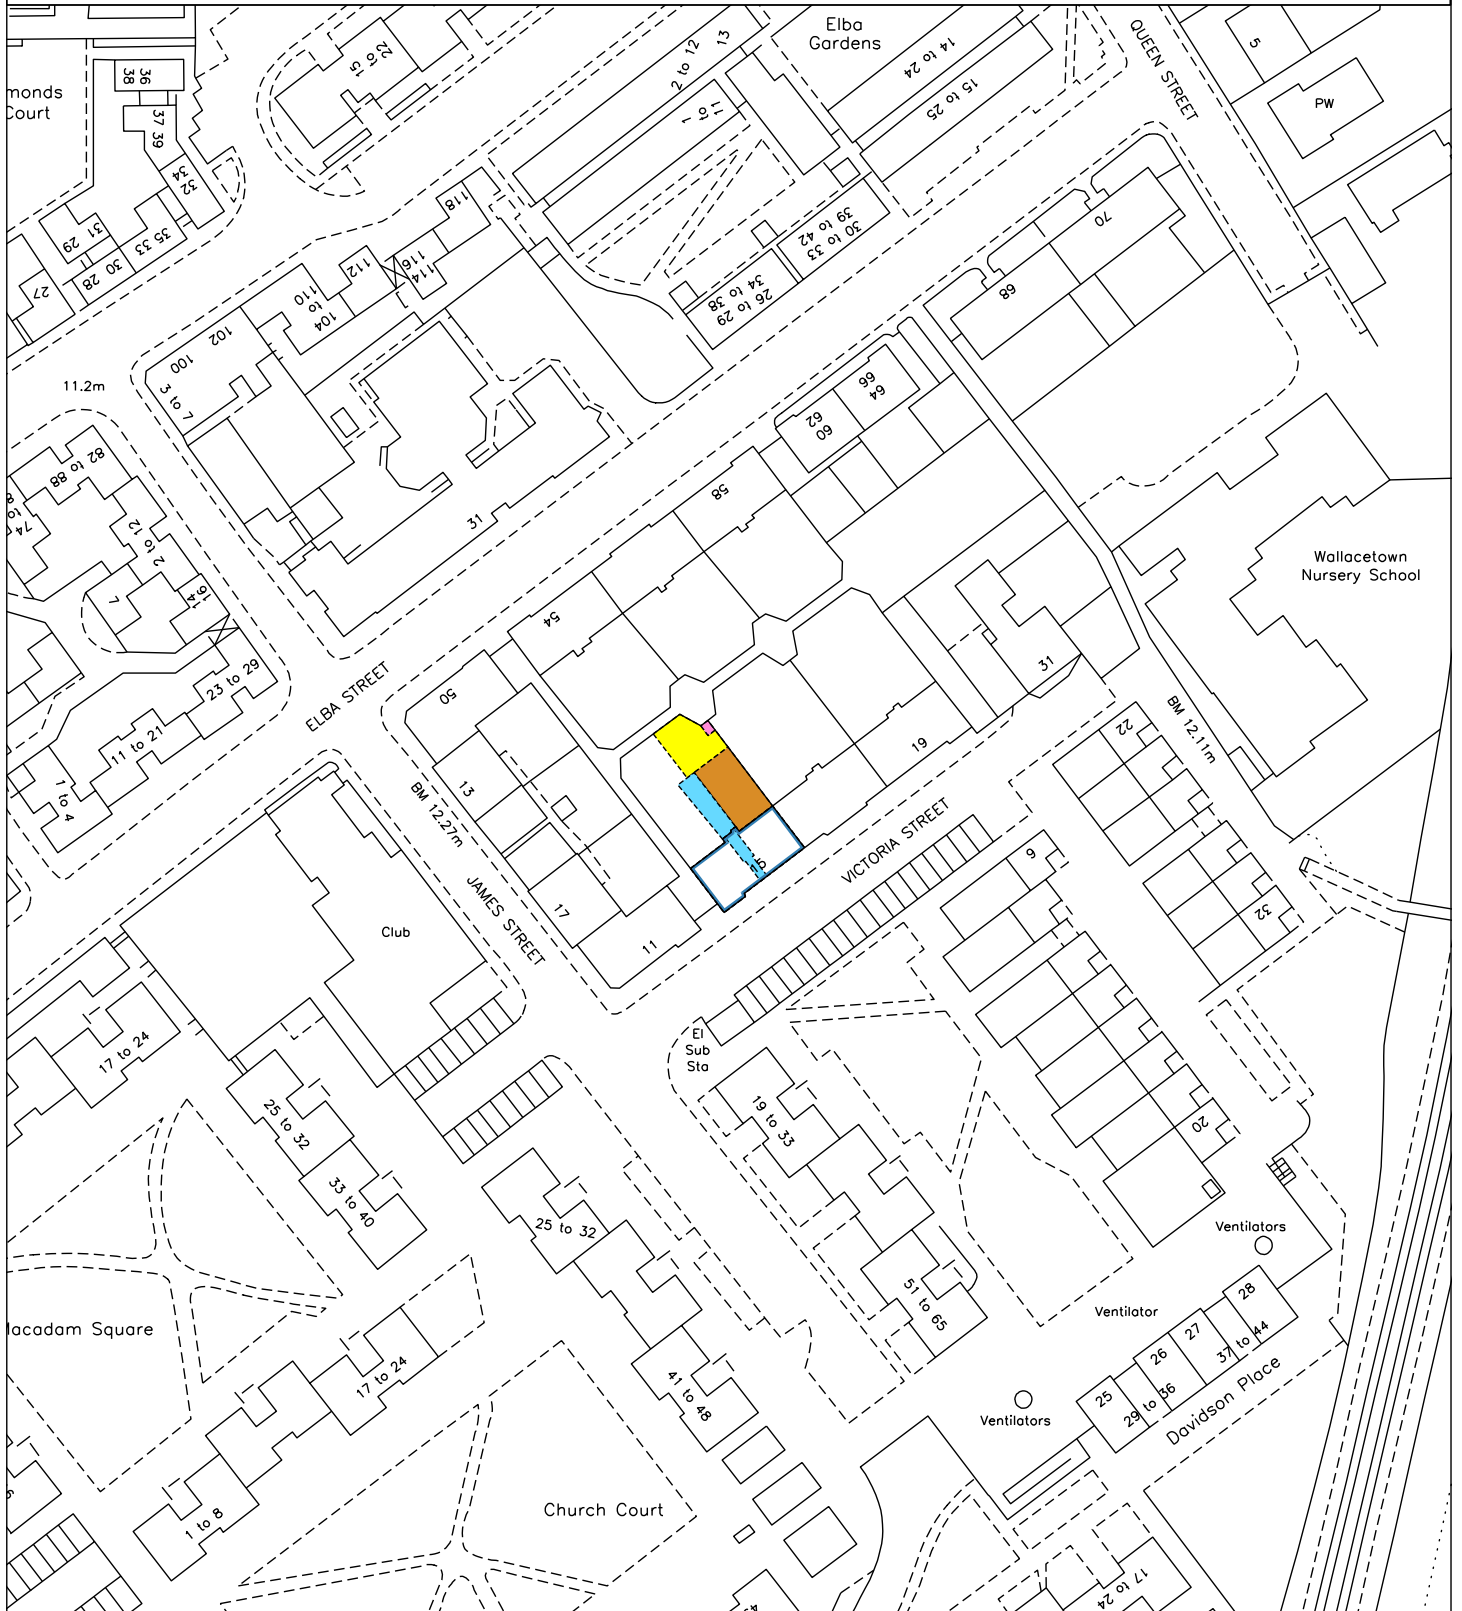 Elba
Gardens
QUEEN STREET
5
PW
monds
Court
36
38
37 39
34
32
31
29
35
33
30
28
27
15 to 22
2 to 12
13
1 to 11
14 to 24
15 to 25
118
116
114
112
110
to
104
102
100
3 to 7
30 to 33
39 to 42
26 to 29
34 to 38
70
68
66
64
62
60
58
54
50
11.2m
82 to 88
74
2 to 12
7
14
16
23 to 29
11 to 21
1 to 4
31
ELBA STREET
Wallacetown
Nursery School
31
19
BM 12.11m
22
32
13
BM 12.27m
JAMES STREET
17
11
15
VICTORIA STREET
9
20
Club
El
Sub
Sta
17 to 24
25 to 32
33 to 40
19 to 33
25 to 32
51 to 65
41 to 48
Ventilators
Ventilator
28
27
26
25
37 to 44
29 to 36
Davidson Place
Ventilators
lacadam Square
17 to 24
1 to 8
Church Court
17 to 24